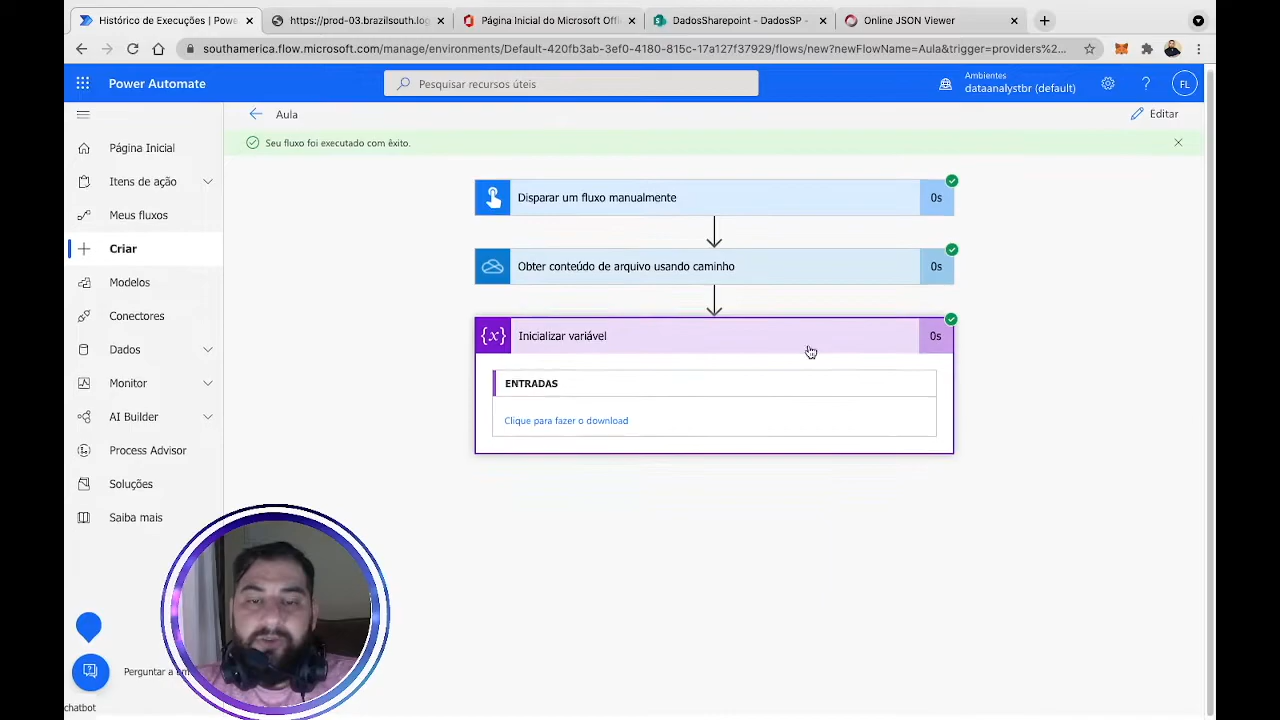 Histórico de Execuções | Powe
https://prod-03.brazilsouth.log
Página Inicial do Microsoft Offi
DadosSharepoint - DadosSP -
Online JSON Viewer
southamerica.flow.microsoft.com/manage/environments/Default-420fb3ab-3ef0-4180-815c-17a127f37929/flows/new?newFlowName=Aula&trigger=providers%2...
Power Automate
Pesquisar recursos úteis
Ambientes
dataanalystbr (default)
FL
Aula
Editar
Seu fluxo foi executado com êxito.
Página Inicial
Itens de ação
Meus fluxos
Criar
Modelos
Conectores
Dados
Monitor
AI Builder
Process Advisor
Soluções
Saiba mais
Disparar um fluxo manualmente
0s
Obter conteúdo de arquivo usando caminho
0s
{x}
Inicializar variável
0s
ENTRADAS
Clique para fazer o download
Perguntar a
chatbot